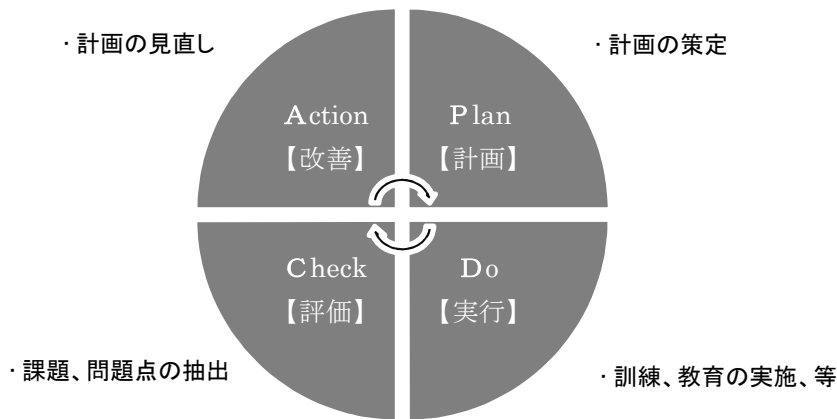 ・計画の見直し
・計画の策定
Action
【改善】
Plan
【計画】
Check
【評価】
Do
【実行】
・課題、問題点の抽出
・訓練、教育の実施、等